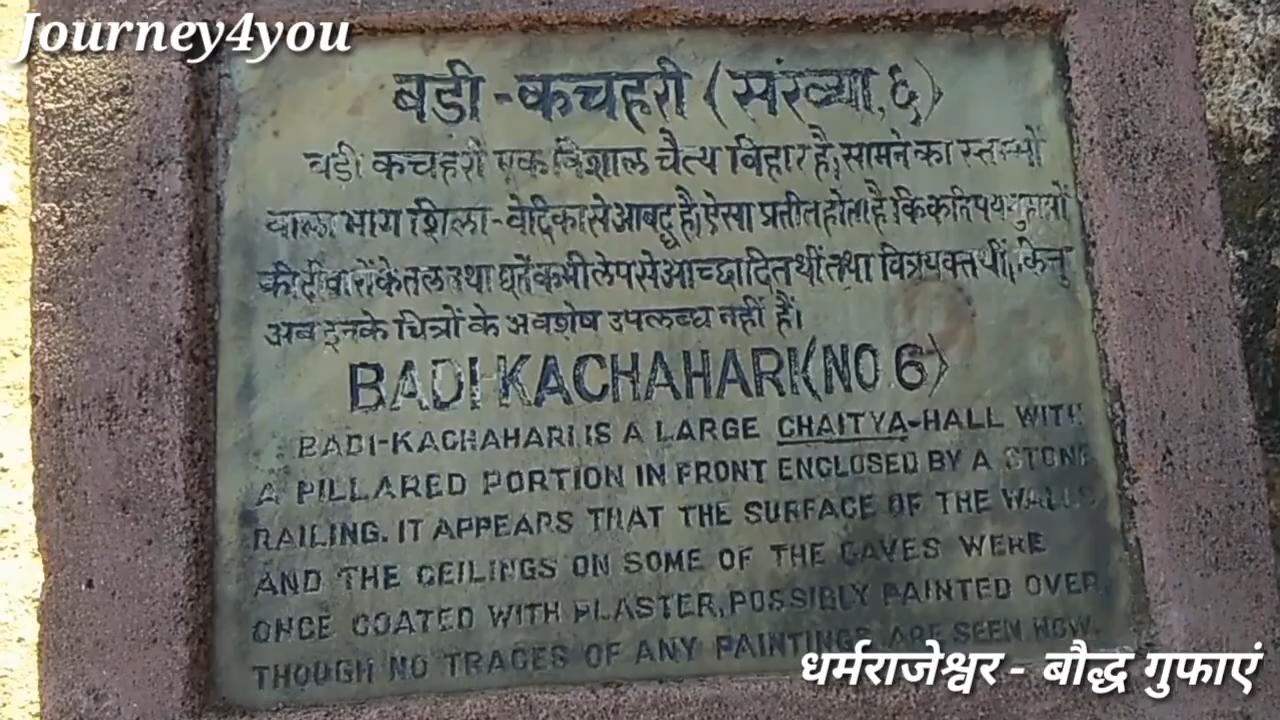 Journey4you
बडी -कचहरी (संख्या.६)
बड़ी कचहरी एक विशाल चैत्य विहार है, सामने का स्तम्भों
वाला भाग शिला-वेदिका से आबद्ध है। ऐसा प्रतीत होता है कि कतिपय गुहाओं
की दीवारों के तल तथा छतें कभी लेप से आच्छादित थीं तथा चित्रयुक्त थीं, किन्तु
अब इनके चित्रों के अवशेष उपलब्ध नहीं हैं।
BADI KACHAHARI (NO 6)
BADI-KACHAHARI IS A LARGE CHAITYA-HALL WITH
A PILLARED PORTION IN FRONT ENCLOSED BY A STONE
RAILING. IT APPEARS THAT THE SURFACE OF THE WALLS
AND THE CEILINGS ON SOME OF THE CAVES WERE
ONCE COATED WITH PLASTER, POSSIBLY PAINTED OVER,
THOUGH NO TRACES OF ANY PAINTINGS ARE SEEN NOW.
धर्मराजेश्वर - बौद्ध गुफाएं